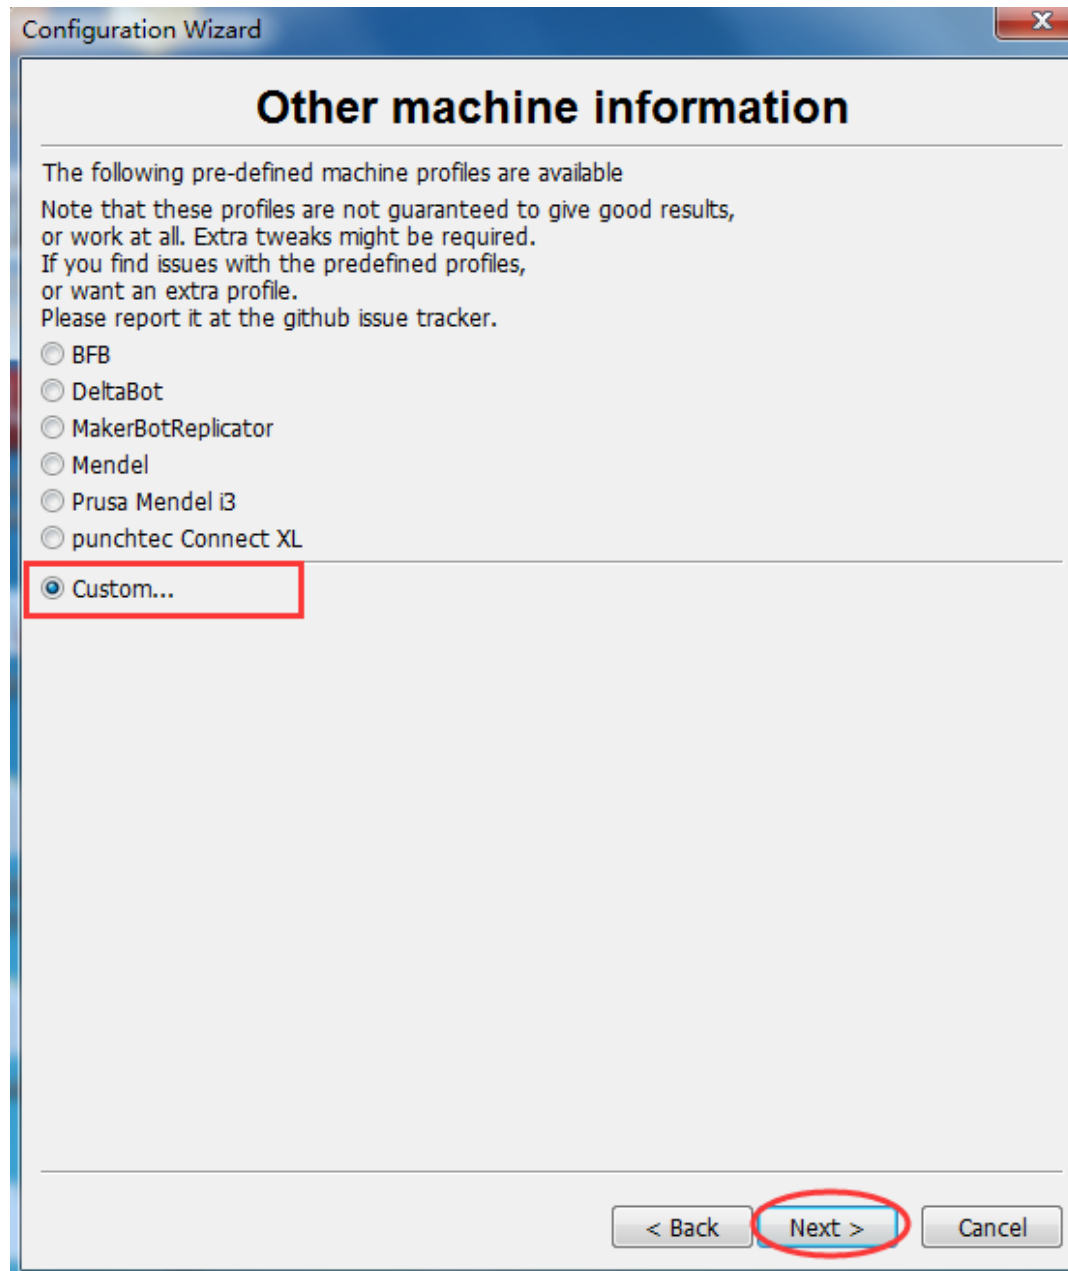 Configuration Wizard
x
Other machine information
The following pre-defined machine profiles are available
Note that these profiles are not guaranteed to give good results,
or work at all. Extra tweaks might be required.
If you find issues with the predefined profiles,
or want an extra profile.
Please report it at the github issue tracker.
BFB
DeltaBot
MakerBotReplicator
Mendel
Prusa Mendel i3
punchtec Connect XL
Custom...
< Back Next > Cancel